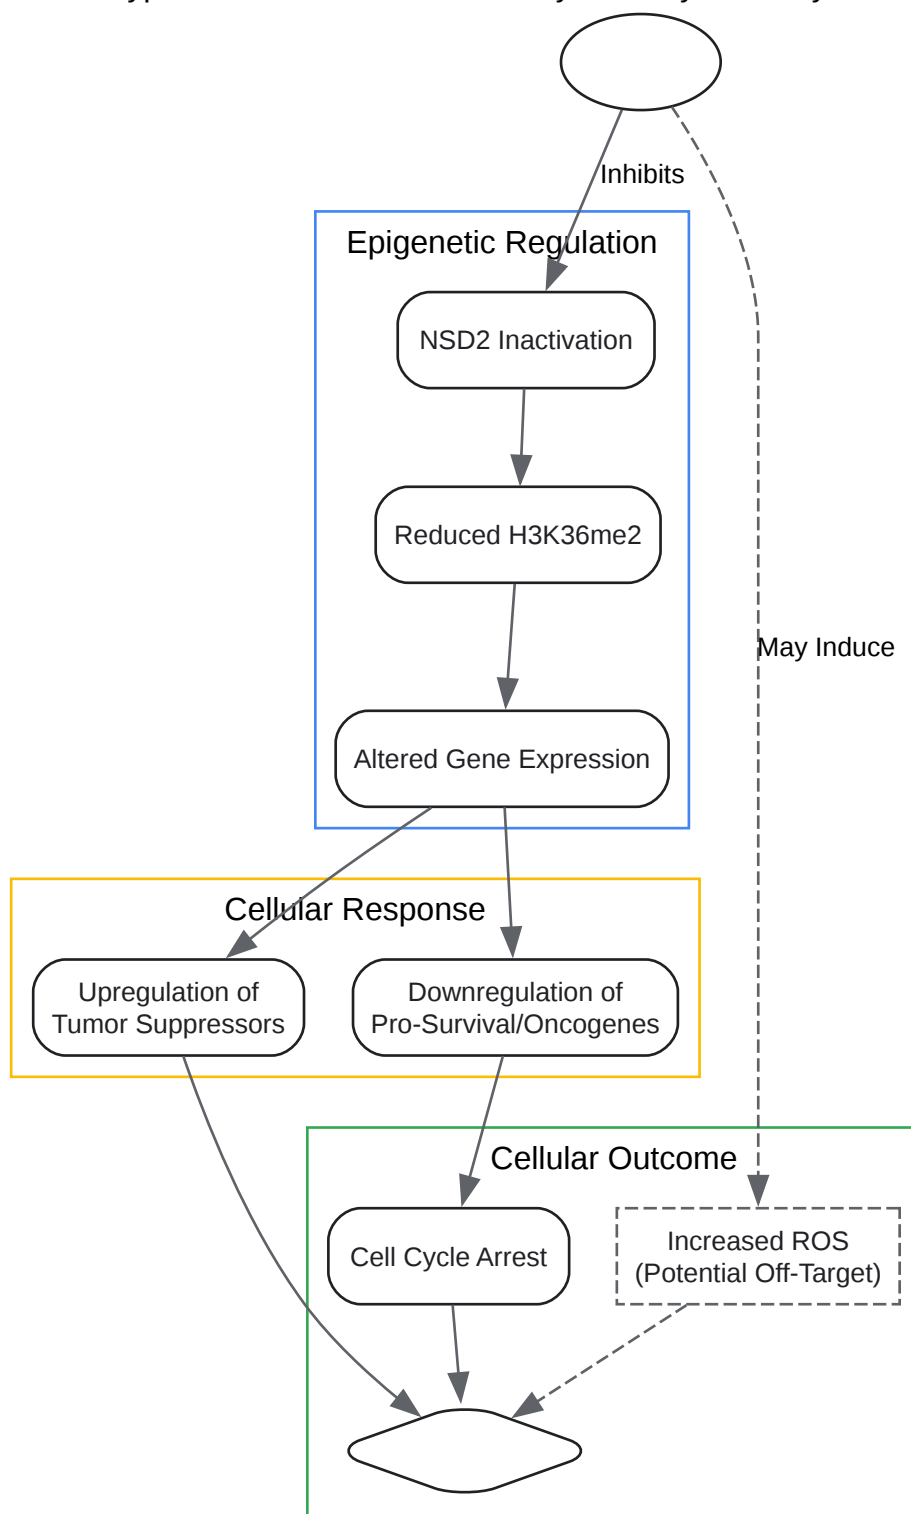 Inhibits
Epigenetic Regulation
NSD2 Inactivation
Reduced H3K36me2
May Induce
Altered Gene Expression
Cellular Response
Upregulation of
Tumor Suppressors
Downregulation of
Pro-Survival/Oncogenes
Cellular Outcome
Cell Cycle Arrest
Increased ROS
(Potential Off-Target)